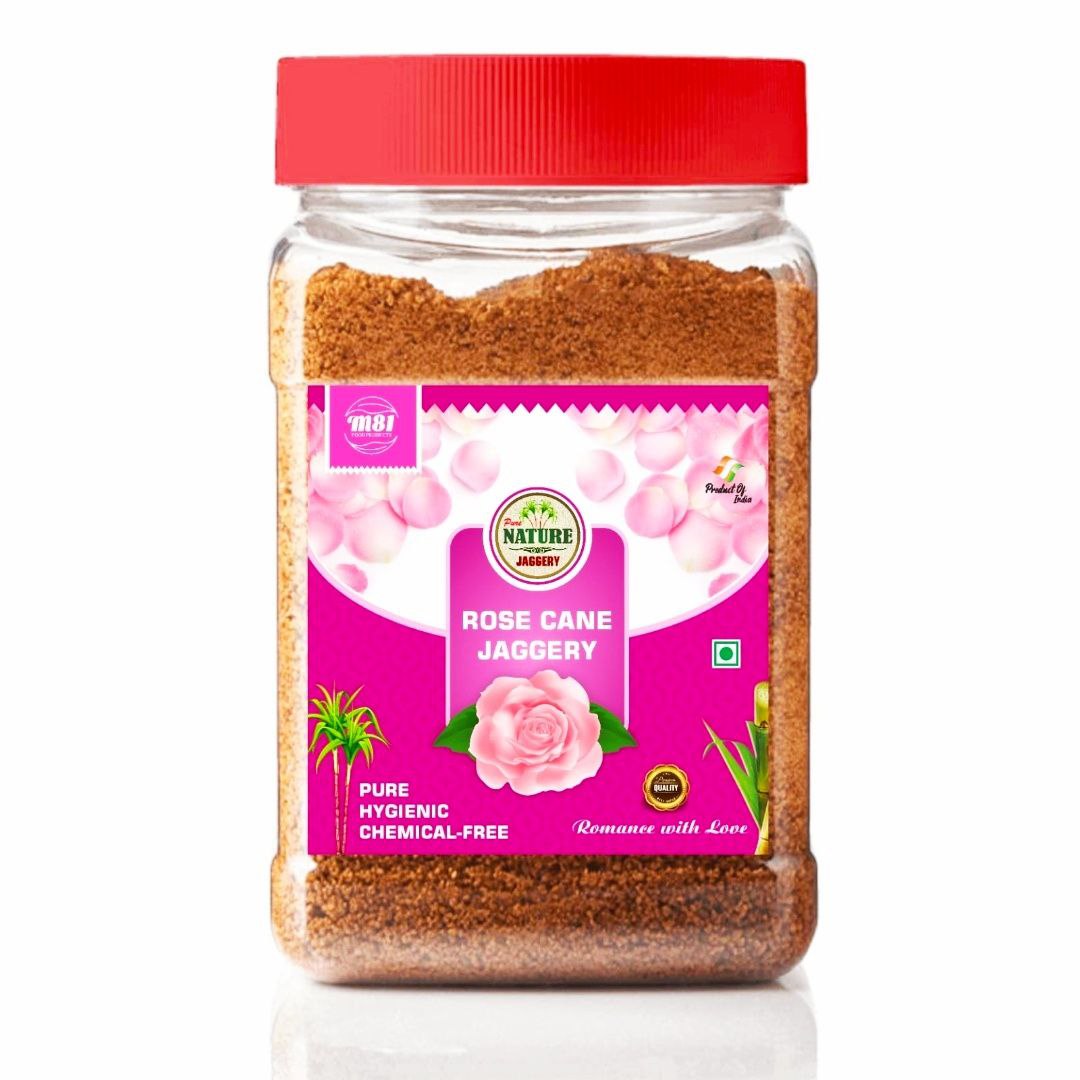 m81
FOOD PRODUCTS
Product Of
India
Pure
NATURE
JAGGERY
ROSE CANE
JAGGERY
PURE
HYGIENIC
CHEMICAL-FREE
Premium
QUALITY
Romance with Love